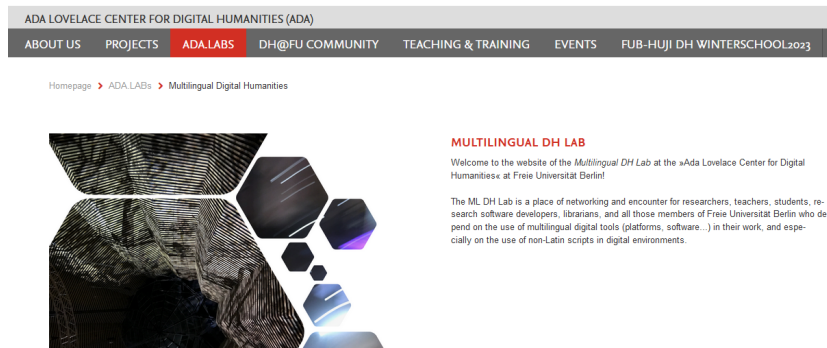 ADA LOVELACE CENTER FOR DIGITAL HUMANITIES (ADA)
ABOUT US PROJECTS ADA.LABS DH@FU COMMUNITY TEACHING & TRAINING EVENTS FUB-HUJI DH WINTERSCHOOL2023
Homepage > ADA.LABs > Multilingual Digital Humanities
MULTILINGUAL DH LAB
Welcome to the website of the Multilingual DH Lab at the »Ada Lovelace Center for Digital
Humanities« at Freie Universität Berlin!
The ML DH Lab is a place of networking and encounter for researchers, teachers, students, re-
search software developers, librarians, and all those members of Freie Universität Berlin who de
pend on the use of multilingual digital tools (platforms, software...) in their work, and espe-
cially on the use of non-Latin scripts in digital environments.